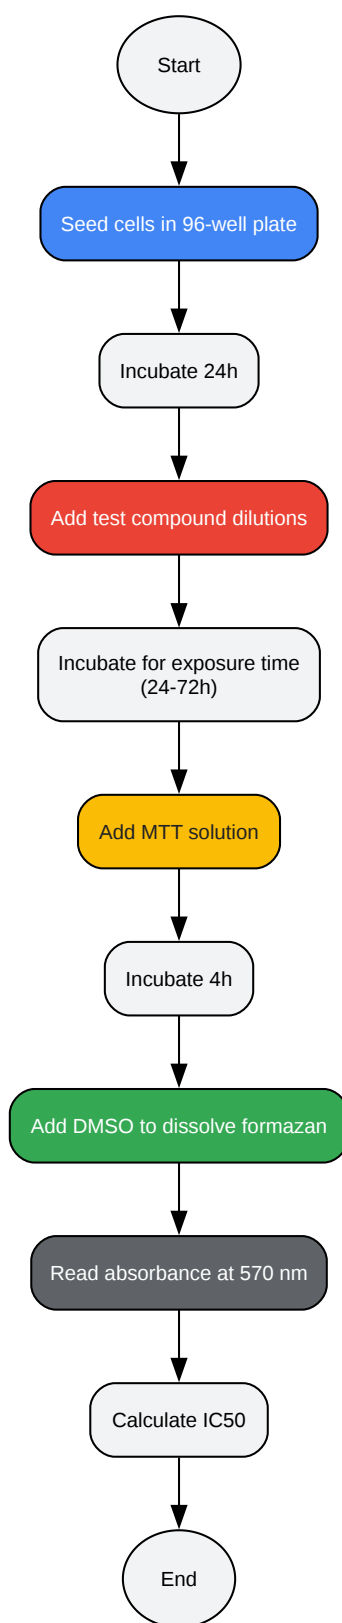 Start
Seed cells in 96-well plate
Incubate 24h
Add test compound dilutions
Incubate for exposure time
(24-72h)
Add MTT solution
Incubate 4h
Add DMSO to dissolve formazan
Read absorbance at 570 nm
Calculate IC50
End